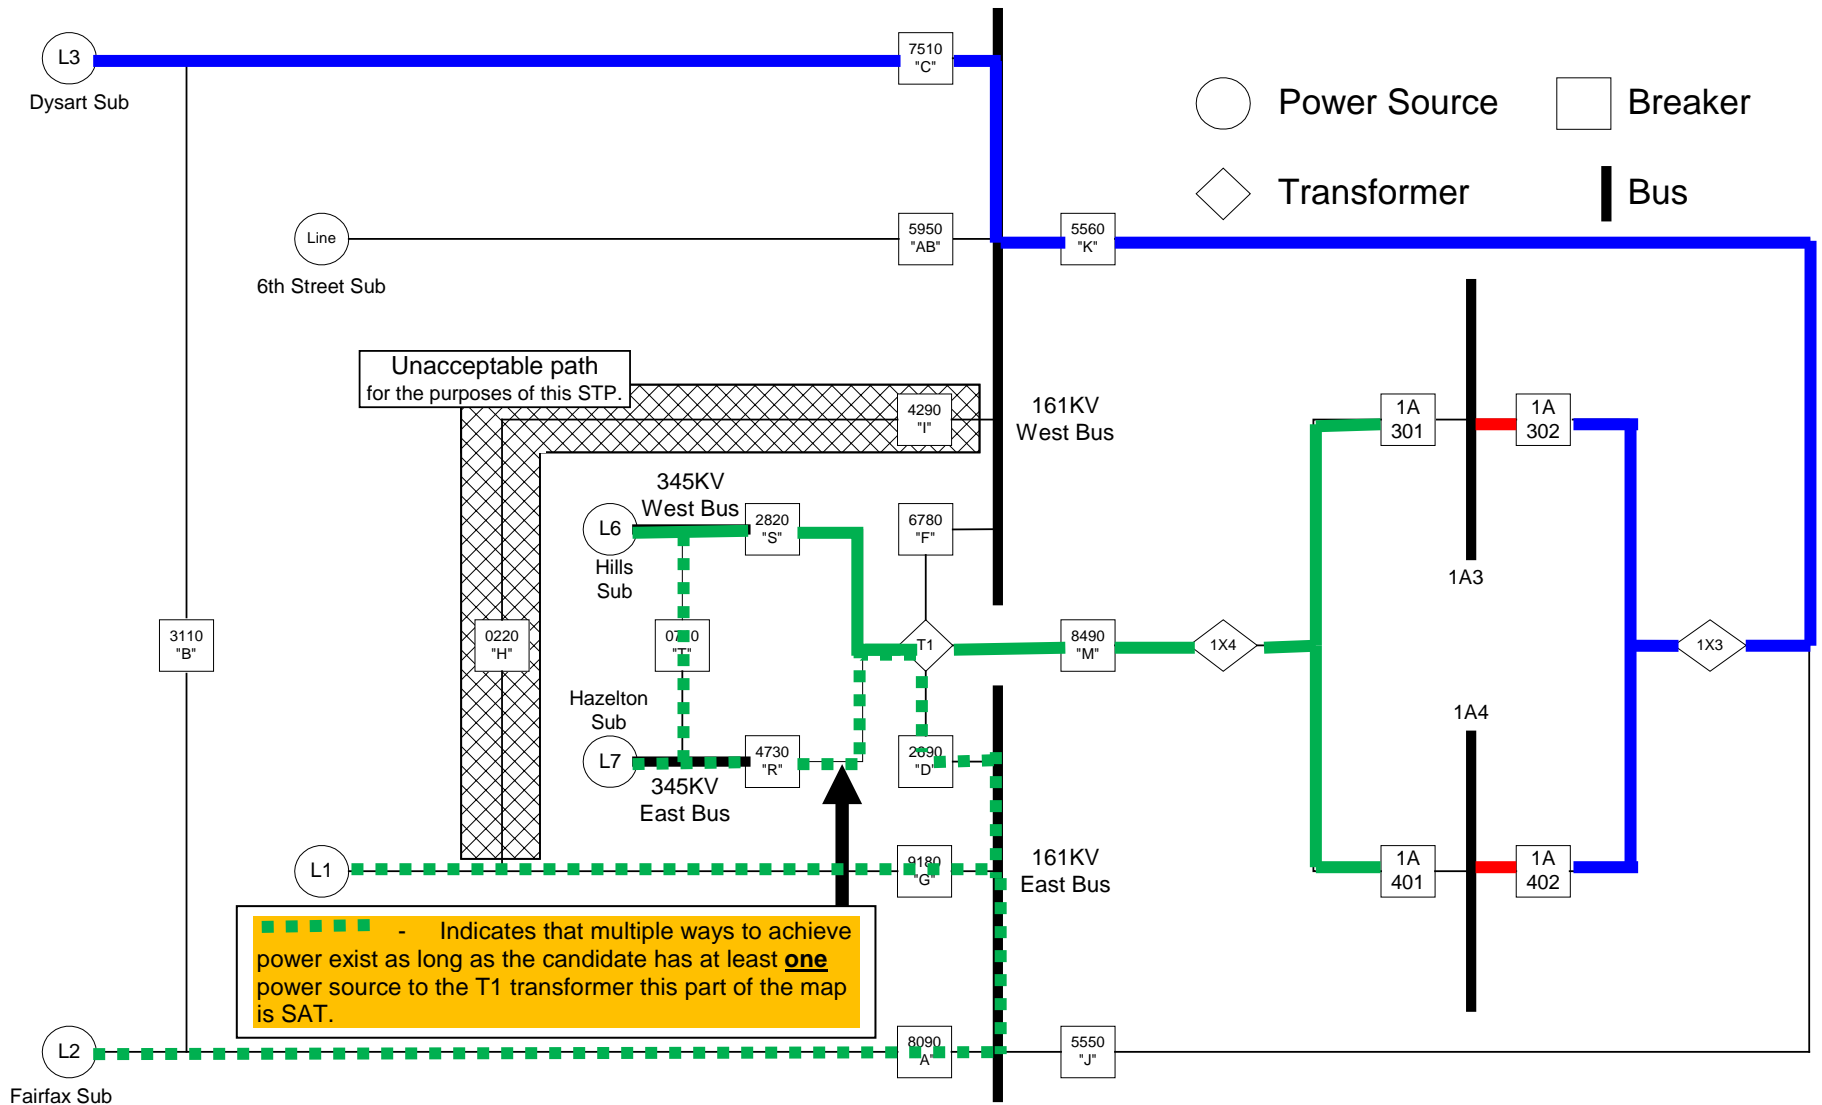 L3
Dysart Sub
7510
"C"
Power Source
Breaker
Transformer
Bus
Line
6th Street Sub
5950
"AB"
5560
"K"
Unacceptable path
for the purposes of this STP.
4290
"I"
161KV
West Bus
1A
301
1A
302
345KV
West Bus
L6
Hills
Sub
2820
"S"
6780
"F"
1A3
3110
"B"
0220
"H"
"T"
T1
8490
"M"
1X4
1X3
Hazelton
Sub
L7
4730
"R"
2690
"D"
345KV
East Bus
1A4
L1
9180
"G"
161KV
East Bus
1A
401
1A
402
- Indicates that multiple ways to achieve
power exist as long as the candidate has at least one
power source to the T1 transformer this part of the map
is SAT.
L2
Fairfax Sub
8090
"A"
5550
"J"